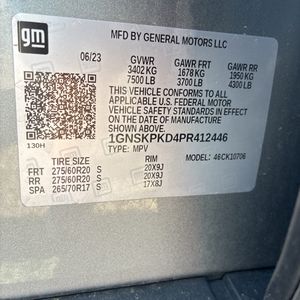 gm
MFD BY GENERAL MOTORS LLC
06/23 GVWR GAWR FRT GAWR RR
3402 KG 1678 KG 1950 KG
7500 LB 3700 LB 4300 LB
THIS VEHICLE CONFORMS TO ALL APPLICABLE U.S. FEDERAL MOTOR
VEHICLE SAFETY STANDARDS IN
EFFECT ON THE DATE OF
MANUFACTURE SHOWN ABOVE.
1GNSKPKD4PR412446
130H TYPE: MPV 46CK10706
TIRE SIZE RIM
FRT 275/60R20 S 20X9J
RR 275/60R20 S 20X9J
SPA 265/70R17 S 17X8J